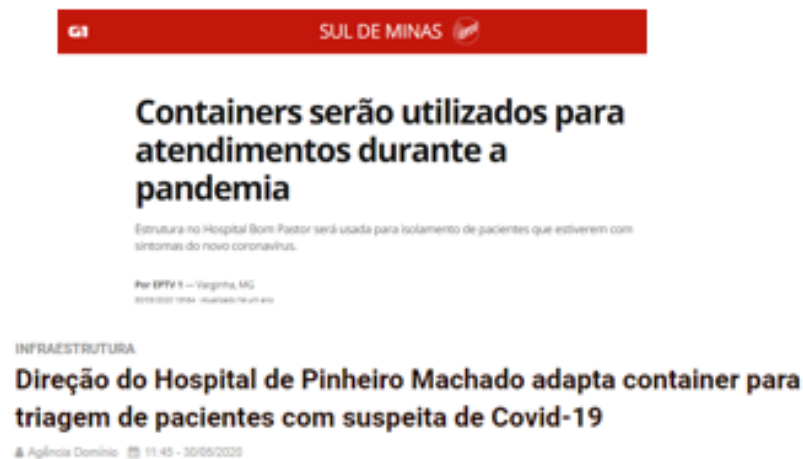 G1
SUL DE MINAS
Containers serão utilizados para
atendimentos durante a
pandemia
Estrutura no Hospital Bom Pastor será usada para isolamento de pacientes que estiverem com
sintomas do novo coronavírus.
Por EPTV 1 — Varginha, MG
INFRAESTRUTURA
Direção do Hospital de Pinheiro Machado adapta container para
triagem de pacientes com suspeita de Covid-19
Agência Domínio 11:45 - 30/05/2020